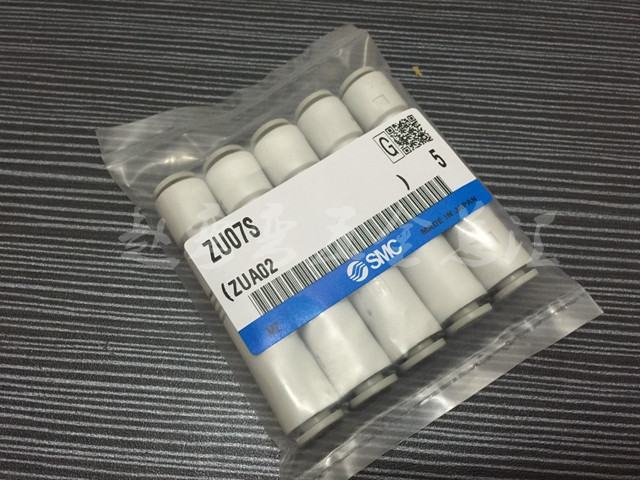 ZU07S
G
(ZUA02 )
5
SMC
MADE IN JAPAN